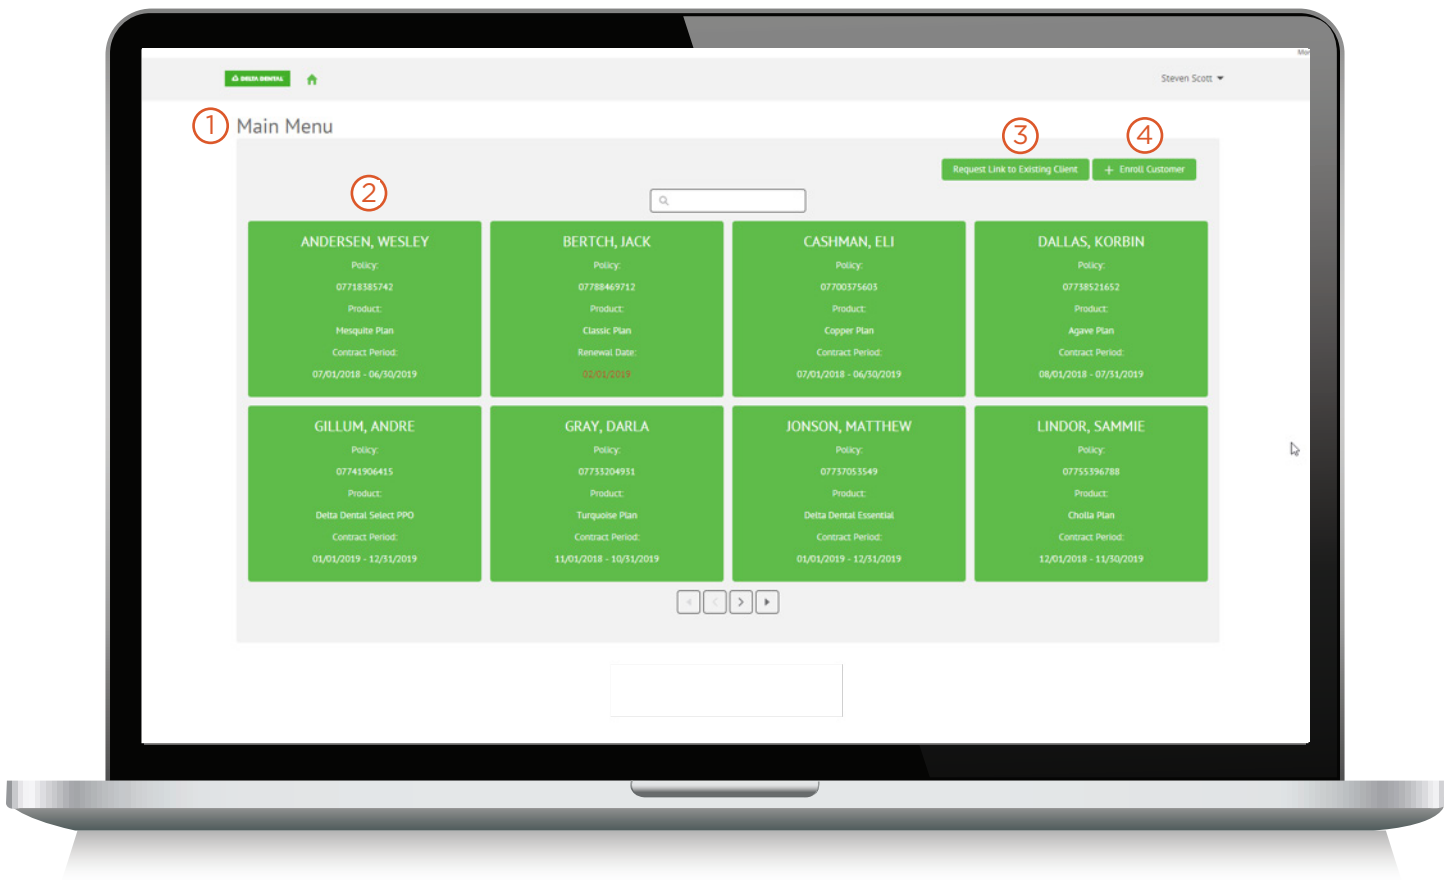 Mor
DELTA DENTAL
Steven Scott
1 Main Menu
3
4
Request Link to Existing Client
+ Enroll Customer
2
ANDERSEN, WESLEY
Policy:
07718385742
Product:
Mesquite Plan
Contract Period:
07/01/2018 - 06/30/2019
BERTCH, JACK
Policy:
07788469712
Product:
Classic Plan
Renewal Date:
02/01/2019
CASHMAN, ELI
Policy:
07700375603
Product:
Copper Plan
Contract Period:
07/01/2018 - 06/30/2019
DALLAS, KORBIN
Policy:
07738521652
Product:
Agave Plan
Contract Period:
08/01/2018 - 07/31/2019
GILLUM, ANDRE
Policy:
07741906415
Product:
Delta Dental Select PPO
Contract Period:
01/01/2019 - 12/31/2019
GRAY, DARLA
Policy:
07733204931
Product:
Turquoise Plan
Contract Period:
11/01/2018 - 10/31/2019
JONSON, MATTHEW
Policy:
07737053549
Product:
Delta Dental Essential
Contract Period:
01/01/2019 - 12/31/2019
LINDOR, SAMMIE
Policy:
07755396788
Product:
Cholla Plan
Contract Period:
12/01/2018 - 11/30/2019